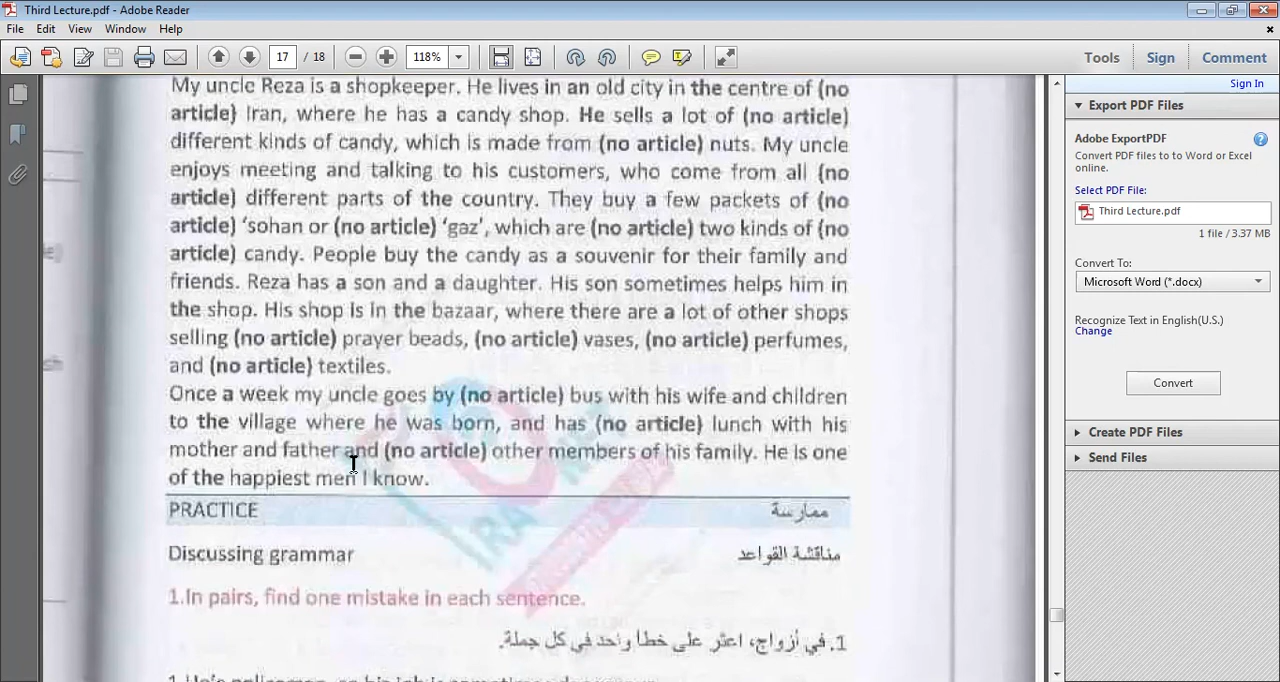 Third Lecture.pdf - Adobe Reader
File Edit View Window Help
17 / 18 118% Tools Sign Comment
Sign In
Export PDF Files
Adobe ExportPDF
Convert PDF files to to Word or Excel
online.
Select PDF File:
Third Lecture.pdf
1 file / 3.37 MB
Convert To:
Microsoft Word (*.docx)
Recognize Text in English(U.S.)
Change
Convert
Create PDF Files
Send Files
My uncle Reza is a shopkeeper. He lives in an old city in the centre of (no
article) Iran, where he has a candy shop. He sells a lot of (no article)
different kinds of candy, which is made from (no article) nuts. My uncle
enjoys meeting and talking to his customers, who come from all (no
article) different parts of the country. They buy a few packets of (no
article) ‘sohan or (no article) ‘gaz’, which are (no article) two kinds of (no
article) candy. People buy the candy as a souvenir for their family and
friends. Reza has a son and a daughter. His son sometimes helps him in
the shop. His shop is in the bazaar, where there are a lot of other shops
selling (no article) prayer beads, (no article) vases, (no article) perfumes,
and (no article) textiles.
Once a week my uncle goes by (no article) bus with his wife and children
to the village where he was born, and has (no article) lunch with his
mother and father and (no article) other members of his family. He is one
of the happiest men I know.
PRACTICE ممارسة
Discussing grammar مناقشة القواعد
1.In pairs, find one mistake in each sentence.
1. في أزواج، اعثر على خطأ واحد في كل جملة.